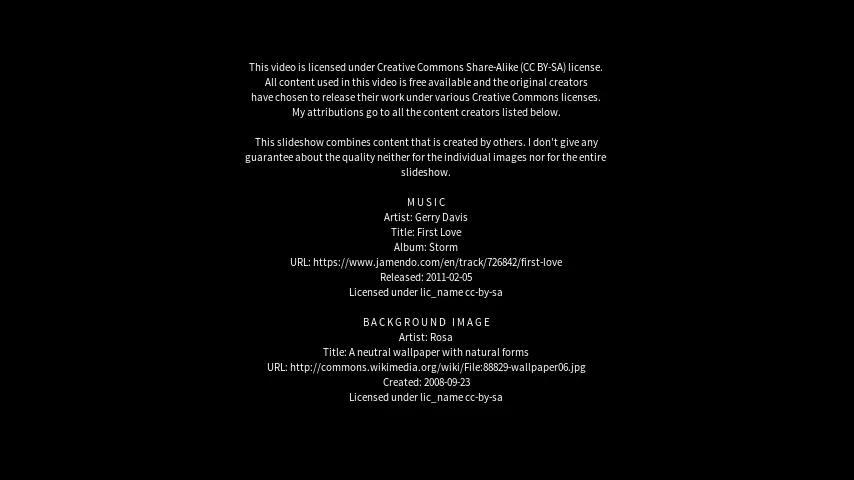 This video is licensed under Creative Commons Share-Alike (CC BY-SA) license.
All content used in this video is free available and the original creators
have chosen to release their work under various Creative Commons licenses.
My attributions go to all the content creators listed below.
This slideshow combines content that is created by others. I don't give any
guarantee about the quality neither for the individual images nor for the entire
slideshow.
MUSIC
Artist: Gerry Davis
Title: First Love
Album: Storm
URL: https://www.jamendo.com/en/track/726842/first-love
Released: 2011-02-05
Licensed under lic_name cc-by-sa
BACKGROUND IMAGE
Artist: Rosa
Title: A neutral wallpaper with natural forms
URL: http://commons.wikimedia.org/wiki/File:88829-wallpaper06.jpg
Created: 2008-09-23
Licensed under lic_name cc-by-sa